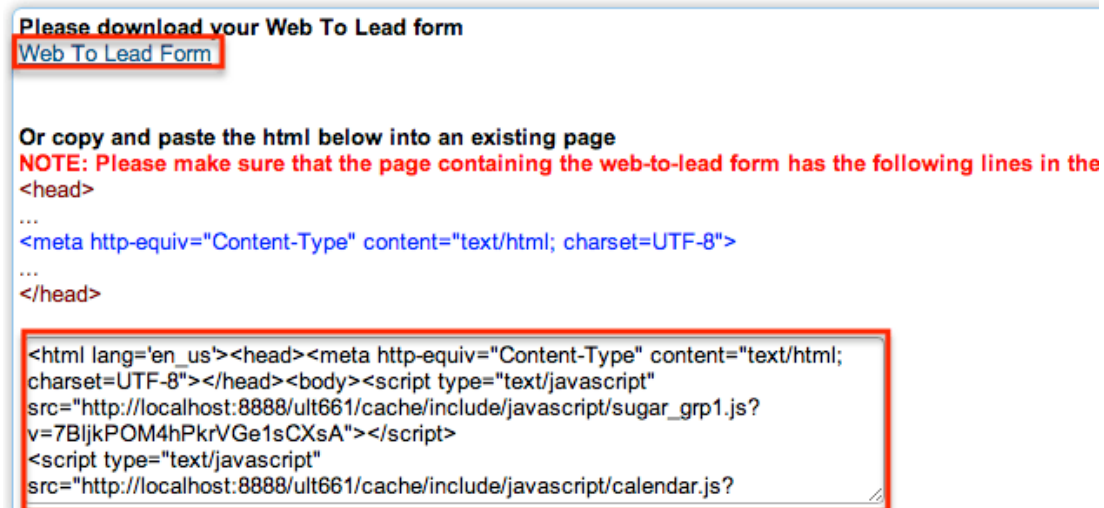 Please download your Web To Lead form
Web To Lead Form
Or copy and paste the html below into an existing page
NOTE: Please make sure that the page containing the web-to-lead form has the following lines in the
<head>
...
<meta http-equiv="Content-Type" content="text/html; charset=UTF-8">
...
</head>
<html lang='en_us'><head><meta http-equiv="Content-Type" content="text/html;
charset=UTF-8"></head><body><script type="text/javascript"
src="http://localhost:8888/ult661/cache/include/javascript/sugar_grp1.js?
v=7BljkPOM4hPkrVGe1sCXsA"></script>
<script type="text/javascript"
src="http://localhost:8888/ult661/cache/include/javascript/calendar.js?